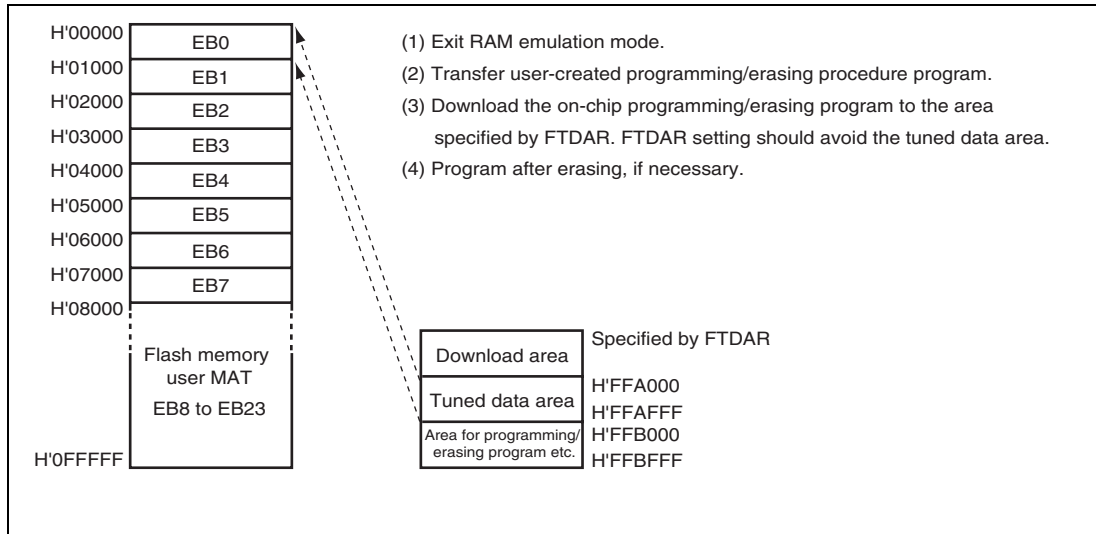 H'00000
EB0
H'01000
EB1
H'02000
EB2
H'03000
EB3
H'04000
EB4
H'05000
EB5
H'06000
EB6
H'07000
EB7
H'08000
Flash memory
user MAT
EB8 to EB23
H'0FFFFF
(1) Exit RAM emulation mode.
(2) Transfer user-created programming/erasing procedure program.
(3) Download the on-chip programming/erasing program to the area
specified by FTDAR. FTDAR setting should avoid the tuned data area.
(4) Program after erasing, if necessary.
Download area
Specified by FTDAR
Tuned data area
H'FFA000
H'FFAFFF
Area for programming/
erasing program etc.
H'FFB000
H'FFBFFF